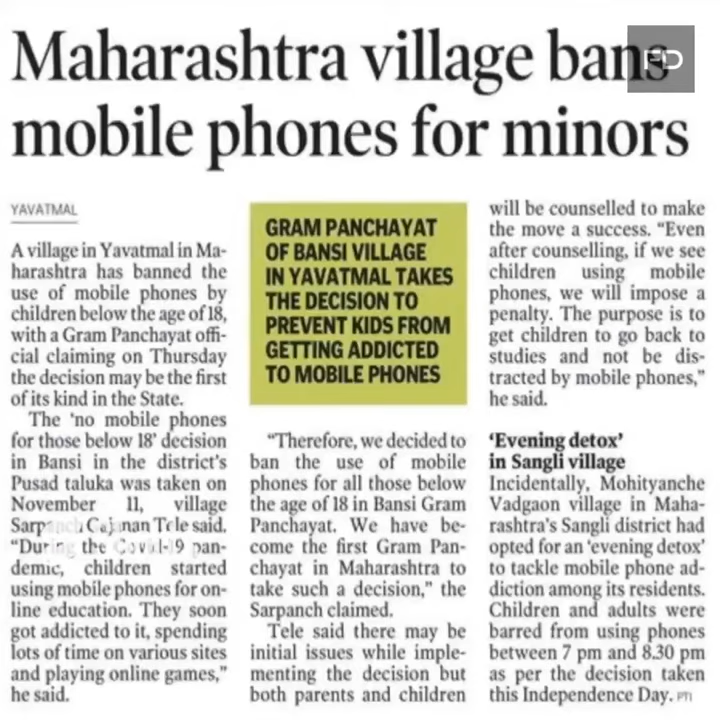 Maharashtra village bans
mobile phones for minors
YAVATMAL
A village in Yavatmal in Ma-
harashtra has banned the
use of mobile phones by
children below the age of 18,
with a Gram Panchayat offi-
cial claiming on Thursday
the decision may be the first
of its kind in the State.
The ‘no mobile phones
for those below 18’ decision
in Bansi in the district's
Pusad taluka was taken on
November 11, village
Sarpanch Gajanan Tele said.
“During the Covid-19 pan-
demic, children started
using mobile phones for on-
line education. They soon
got addicted to it, spending
lots of time on various sites
and playing online games,”
he said.
GRAM PANCHAYAT
OF BANSI VILLAGE
IN YAVATMAL TAKES
THE DECISION TO
PREVENT KIDS FROM
GETTING ADDICTED
TO MOBILE PHONES
“Therefore, we decided to
ban the use of mobile
phones for all those below
the age of 18 in Bansi Gram
Panchayat. We have be-
come the first Gram Pan-
chayat in Maharashtra to
take such a decision,” the
Sarpanch claimed.
Tele said there may be
initial issues while imple-
menting the decision but
both parents and children
will be counselled to make
the move a success. “Even
after counselling, if we see
children using mobile
phones, we will impose a
penalty. The purpose is to
get children to go back to
studies and not be dis-
tracted by mobile phones,”
he said.
‘Evening detox’
in Sangli village
Incidentally, Mohityanche
Vadgaon village in Maha-
rashtra's Sangli district had
opted for an ‘evening detox’
to tackle mobile phone ad-
diction among its residents.
Children and adults were
barred from using phones
between 7 pm and 8.30 pm
as per the decision taken
this Independence Day. PTI